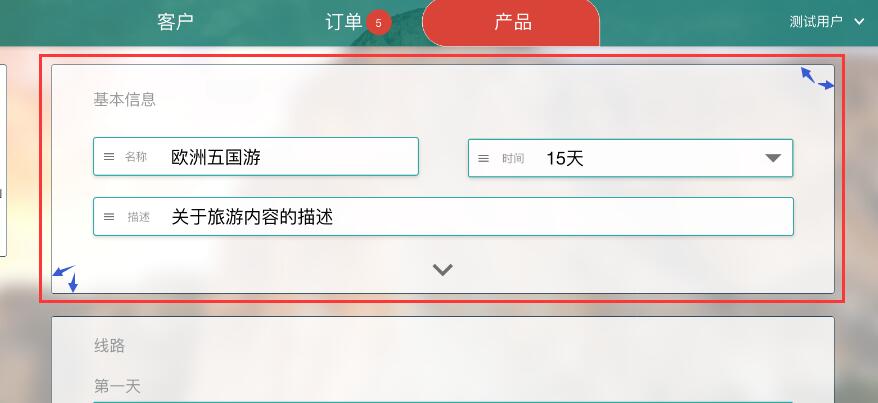 客户 订单 5 产品 测试用户
基本信息
名称 欧洲五国游 时间 15天
描述 关于旅游内容的描述
线路
第一天